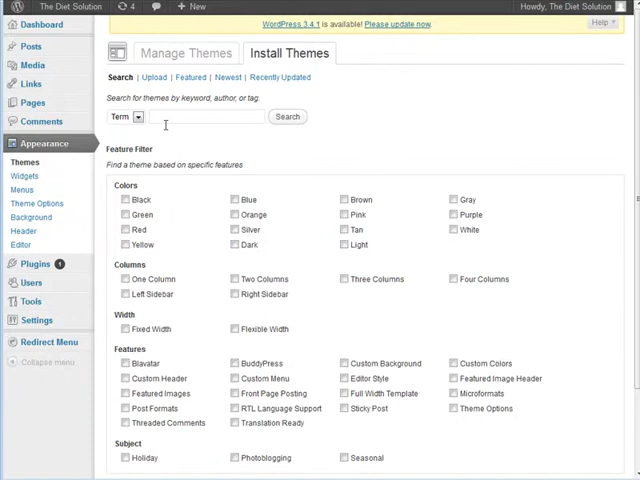 The Diet Solution 4 New Howdy, The Diet Solution
WordPress 3.4.1 is available! Please update now.
Help
Dashboard
Posts
Media
Links
Pages
Comments
Appearance
Themes
Widgets
Menus
Theme Options
Background
Header
Editor
Plugins 1
Users
Tools
Settings
Redirect Menu
Collapse menu
Manage Themes Install Themes
Search | Upload | Featured | Newest | Recently Updated
Search for themes by keyword, author, or tag.
Term Search
Feature Filter
Find a theme based on specific features
Colors
Black Blue Brown Gray
Green Orange Pink Purple
Red Silver Tan White
Yellow Dark Light
Columns
One Column Two Columns Three Columns Four Columns
Left Sidebar Right Sidebar
Width
Fixed Width Flexible Width
Features
Blavatar BuddyPress Custom Background Custom Colors
Custom Header Custom Menu Editor Style Featured Image Header
Featured Images Front Page Posting Full Width Template Microformats
Post Formats RTL Language Support Sticky Post Theme Options
Threaded Comments Translation Ready
Subject
Holiday Photoblogging Seasonal